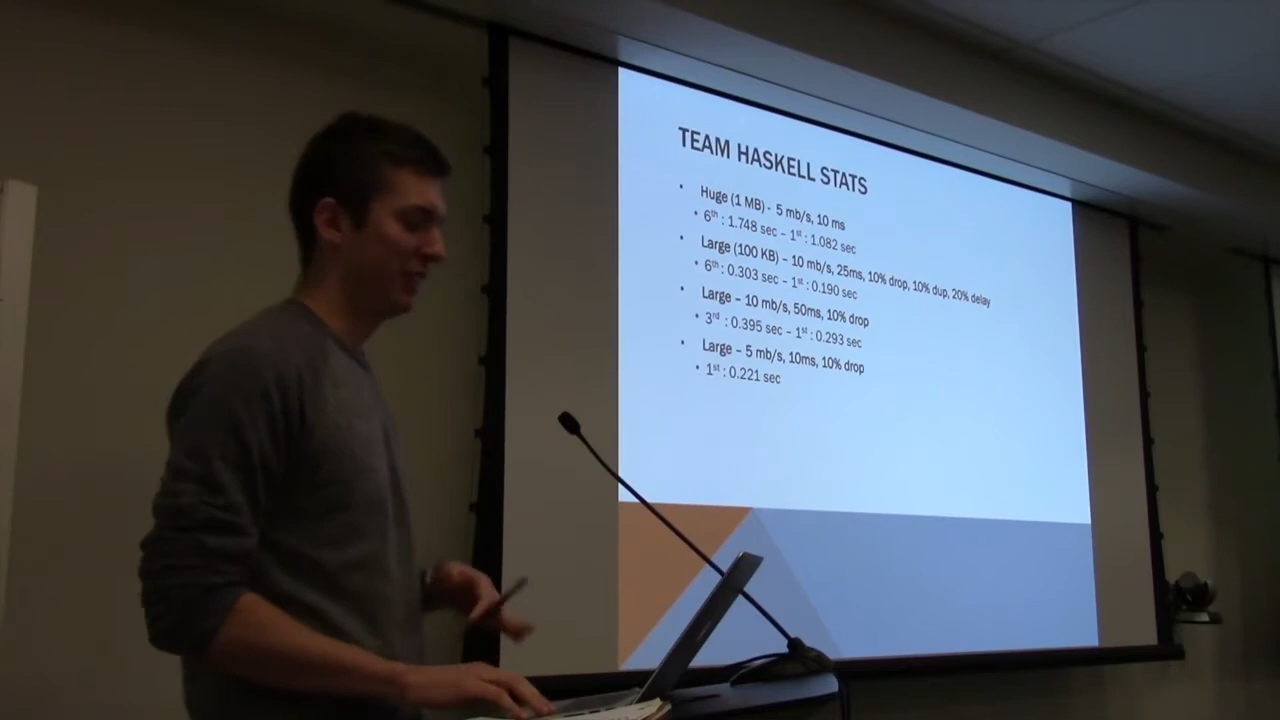 TEAM HASKELL STATS
• Huge (1 MB) - 5 mb/s, 10 ms
• 6th : 1.748 sec – 1st : 1.082 sec
• Large (100 KB) – 10 mb/s, 25ms, 10% drop, 10% dup, 20% delay
• 6th : 0.303 sec – 1st : 0.190 sec
• Large – 10 mb/s, 50ms, 10% drop
• 3rd : 0.395 sec – 1st : 0.293 sec
• Large – 5 mb/s, 10ms, 10% drop
• 1st : 0.221 sec